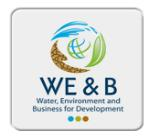 WE & B
Water, Environment and
Business for Development